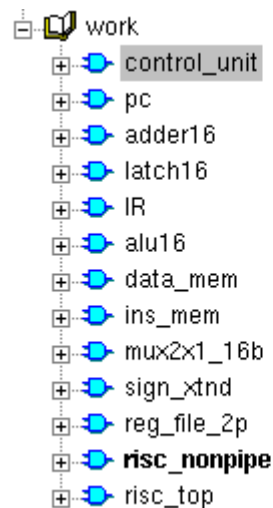 work
control_unit
pc
adder16
latch16
IR
alu16
data_mem
ins_mem
mux2x1_16b
sign_xtnd
reg_file_2p
risc_nonpipe
risc_top